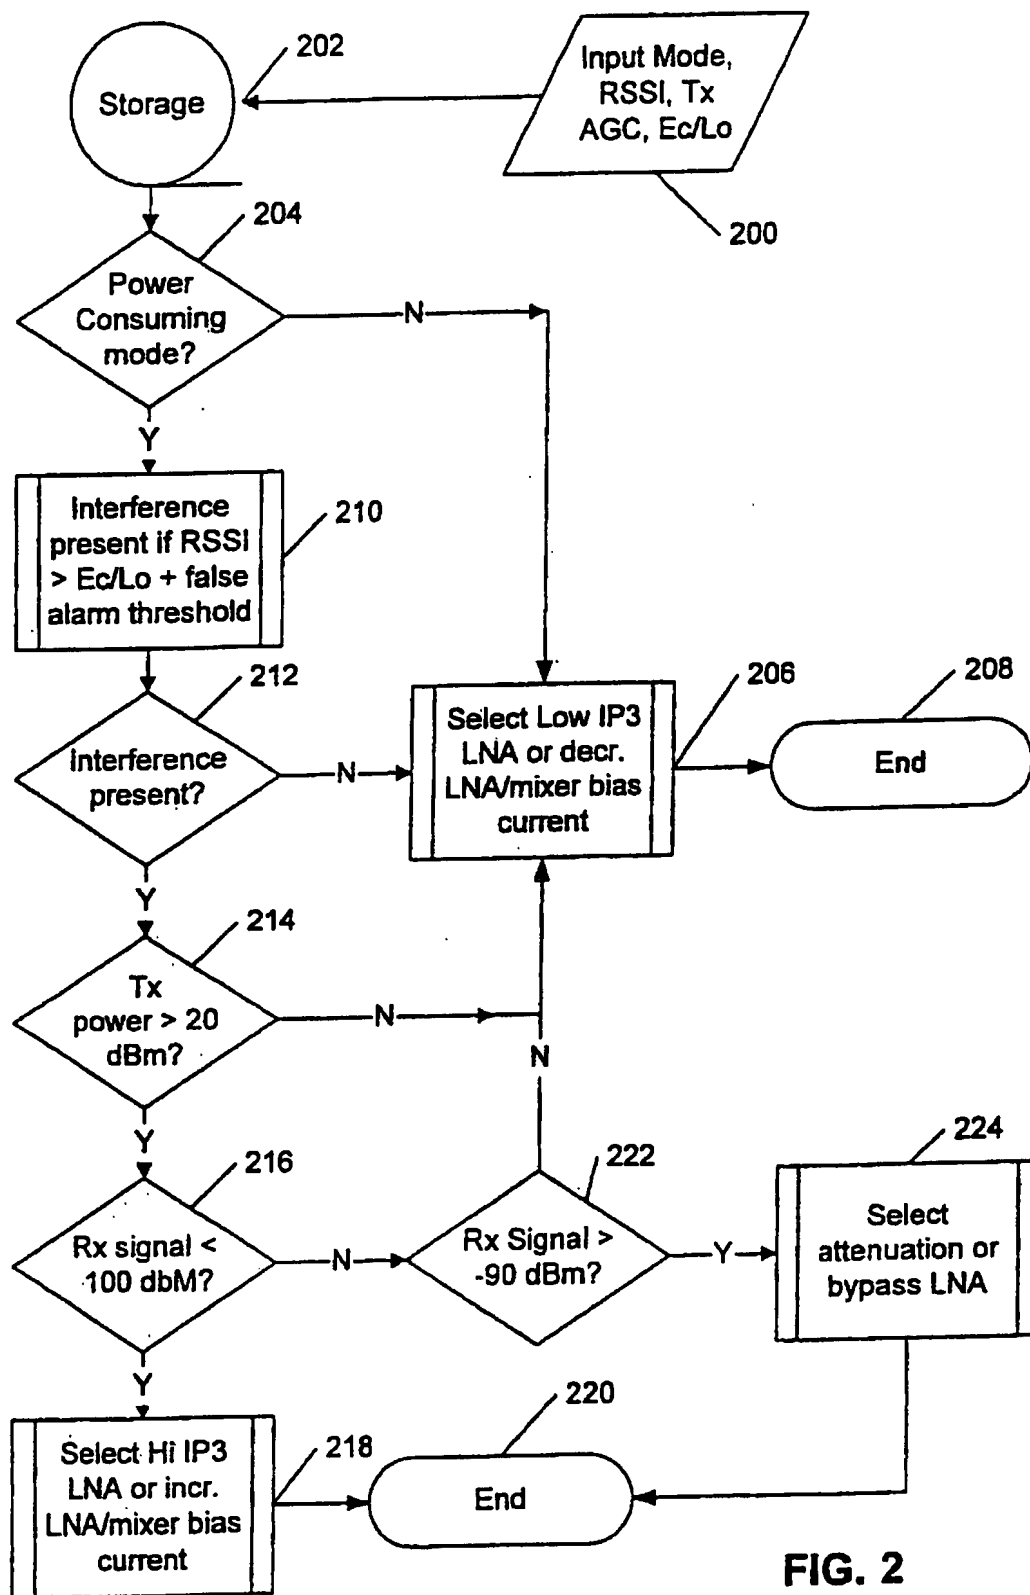 202
Storage
Input Mode,
RSSI, Tx
AGC, Ec/Lo
200
204
Power
Consuming
mode?
N
Y
Interference
present if RSSI
> Ec/Lo + false
alarm threshold
210
212
Interference
present?
N
Select Low IP3
LNA or decr.
LNA/mixer bias
current
206
208
End
Y
214
Tx
power > 20
dBm?
N
N
Y
216
Rx signal <
100 dbM?
N
222
Rx Signal >
-90 dBm?
Y
224
Select
attenuation or
bypass LNA
Y
Select Hi IP3
LNA or incr.
LNA/mixer bias
current
218
220
End
FIG. 2